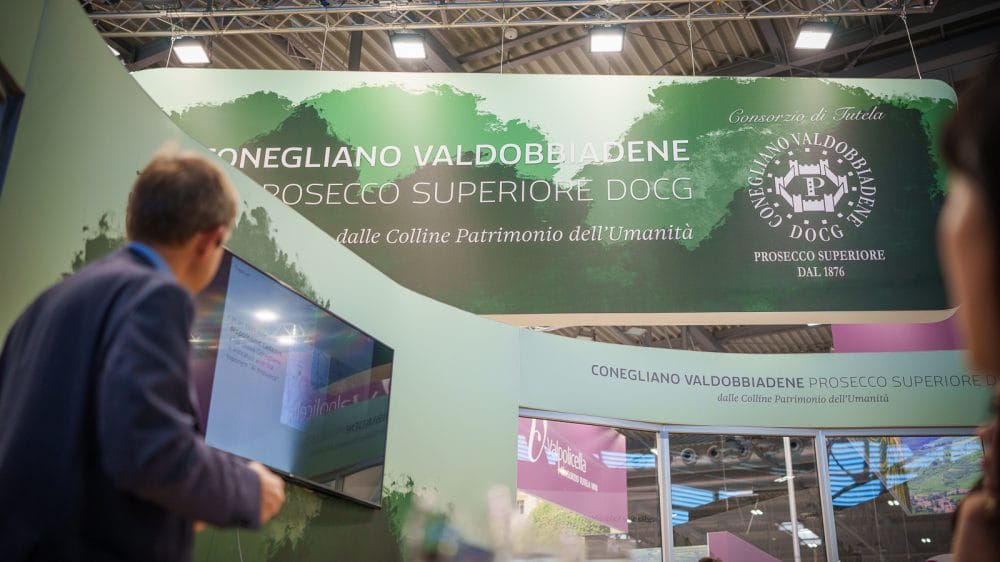 CONEGLIANO VALDOBBIADENE
PROSECCO SUPERIORE DOCG
dalle Colline Patrimonio dell'Umanità
Consorzio di Tutela
CONEGLIANO VALDOBBIADENE
P
DOCG
PROSECCO SUPERIORE
DAL 1876
CONEGLIANO VALDOBBIADENE PROSECCO SUPERIORE D
dalle Colline Patrimonio dell'Umanità
Valpolicella
Valpolicella